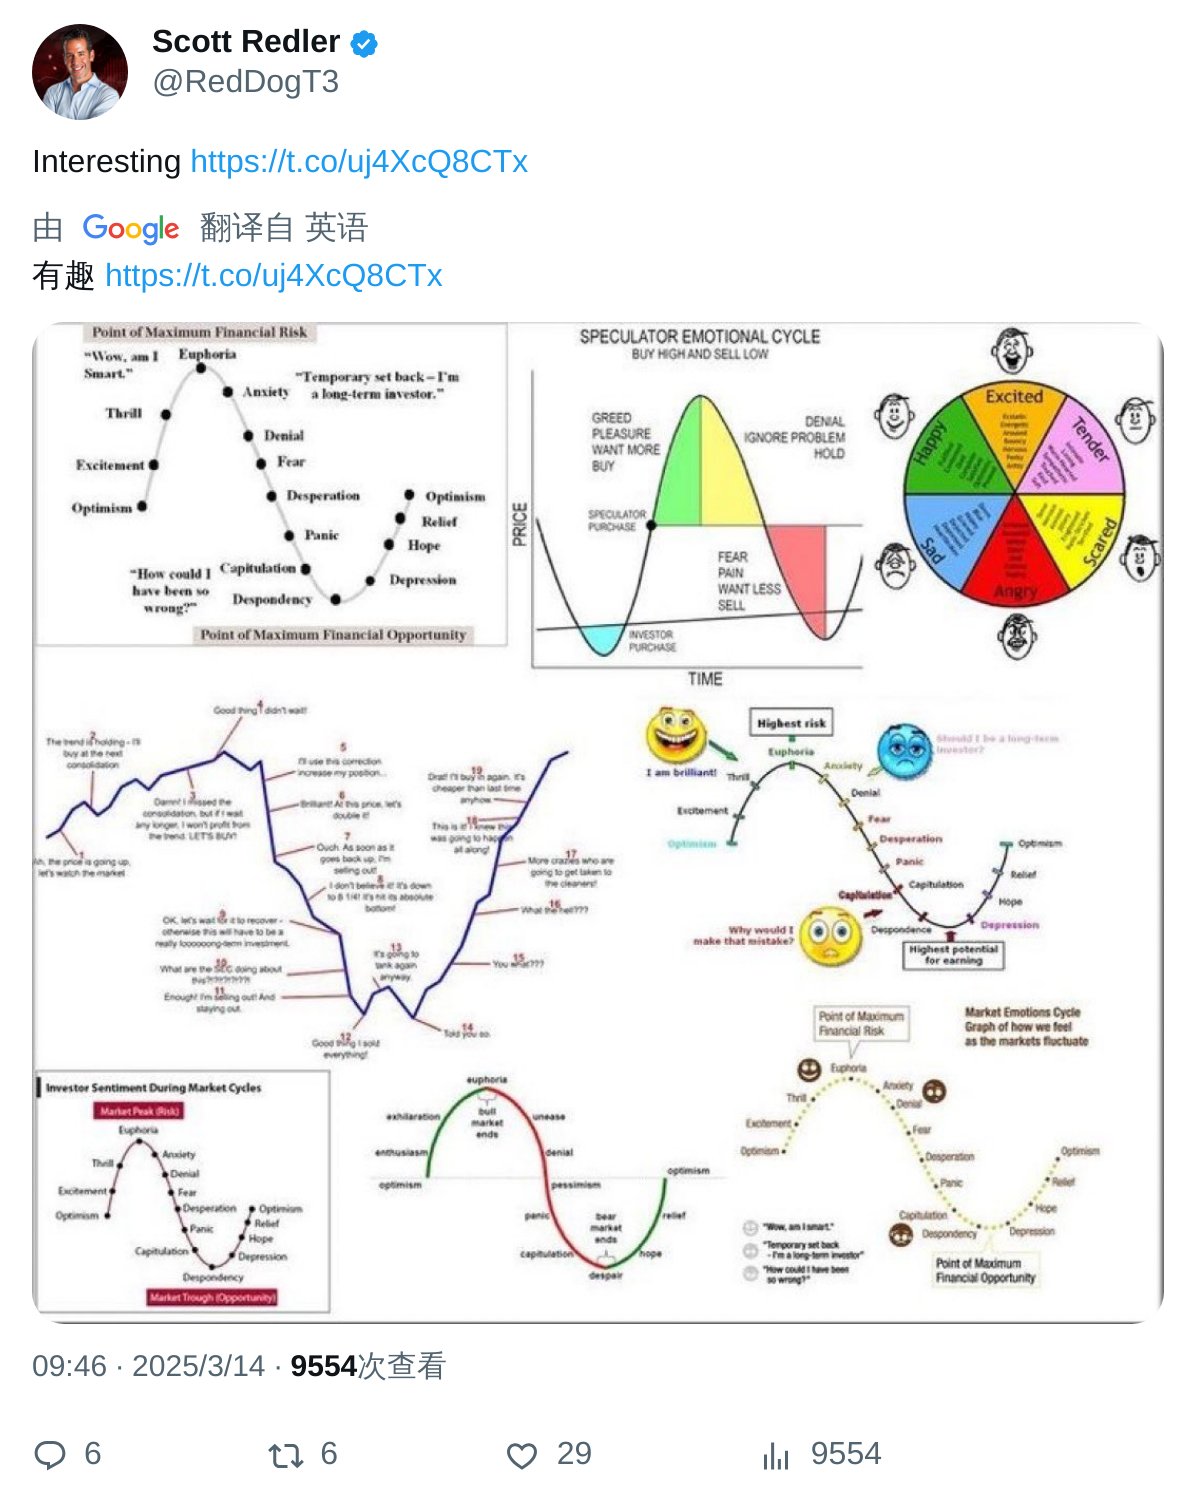 Scott Redler
@RedDogT3
Interesting https://t.co/uj4XcQ8CTx
由 Google 翻译自 英语
有趣 https://t.co/uj4XcQ8CTx
Point of Maximum Financial Risk
"Wow, am I
Smart."
Euphoria
"Temporary set back – I'm
a long-term investor."
Anxiety
Thrill
Denial
Excitement
Fear
Desperation
Optimism
Optimism
Relief
Panic
Hope
"How could I
have been so
wrong?"
Capitulation
Depression
Despondency
Point of Maximum Financial Opportunity
SPECULATOR EMOTIONAL CYCLE
BUY HIGH AND SELL LOW
GREED
PLEASURE
WANT MORE
BUY
DENIAL
IGNORE PROBLEM
HOLD
PRICE
SPECULATOR
PURCHASE
FEAR
PAIN
WANT LESS
SELL
INVESTOR
PURCHASE
TIME
Excited
Happy
Tender
Sad
Scared
Angry
4
Good thing I didn't wait!
2
The trend is holding - I'll
buy at the next
consolidation
3
Damn! I missed the
consolidation, but if I wait
any longer, I won't profit from
the trend. LET'S BUY!
1
Ah, the price is going up,
let's watch the market
5
I'll use this correction
increase my position...
6
Brilliant! At this price, let's
double it!
7
Ouch. As soon as it
goes back up, I'm
selling out!
8
I don't believe it! It's down
to 8 1/4! It's hit its absolute
bottom!
9
OK, let's wait for it to recover -
otherwise this will have to be a
really looooong-term investment.
10
What are the SEC doing about
11
Enough! I'm selling out! And
staying out.
12
Good thing I sold
everything!
13
It's going to
tank again
anyway.
14
Told you so.
15
You what???
16
What the hell???
17
More crazies who are
going to get taken to
the cleaners!
18
This is it! I knew this
was going to happen
all along!
19
Drat! I'll buy in again. It's
cheaper than last time
anyhow.
Highest risk
I am brilliant!
Euphoria
Should I be a long-term
investor?
Thrill
Anxiety
Denial
Excitement
Fear
Optimism
Desperation
Optimism
Panic
Relief
Capitulation
Capitulation
Hope
Why would I
make that mistake?
Despondence
Depression
Highest potential
for earning
Investor Sentiment During Market Cycles
Market Peak (Risk)
Euphoria
Thrill
Anxiety
Denial
Excitement
Fear
Optimism
Desperation
Optimism
Panic
Relief
Hope
Capitulation
Depression
Despondency
Market Trough (Opportunity)
euphoria
exhilaration
bull
market
ends
unease
enthusiasm
denial
optimism
pessimism
optimism
panic
bear
market
ends
relief
capitulation
hope
despair
Point of Maximum
Financial Risk
Market Emotions Cycle
Graph of how we feel
as the markets fluctuate
Euphoria
Thrill
Anxiety
Denial
Excitement
Fear
Optimism
Desperation
Optimism
Panic
Relief
Capitulation
Hope
Despondency
Depression
"Wow, am I smart."
"Temporary set back
- I'm a long-term investor"
"How could I have been
so wrong?"
Point of Maximum
Financial Opportunity
09:46 · 2025/3/14 · 9554次查看
6
6
29
9554